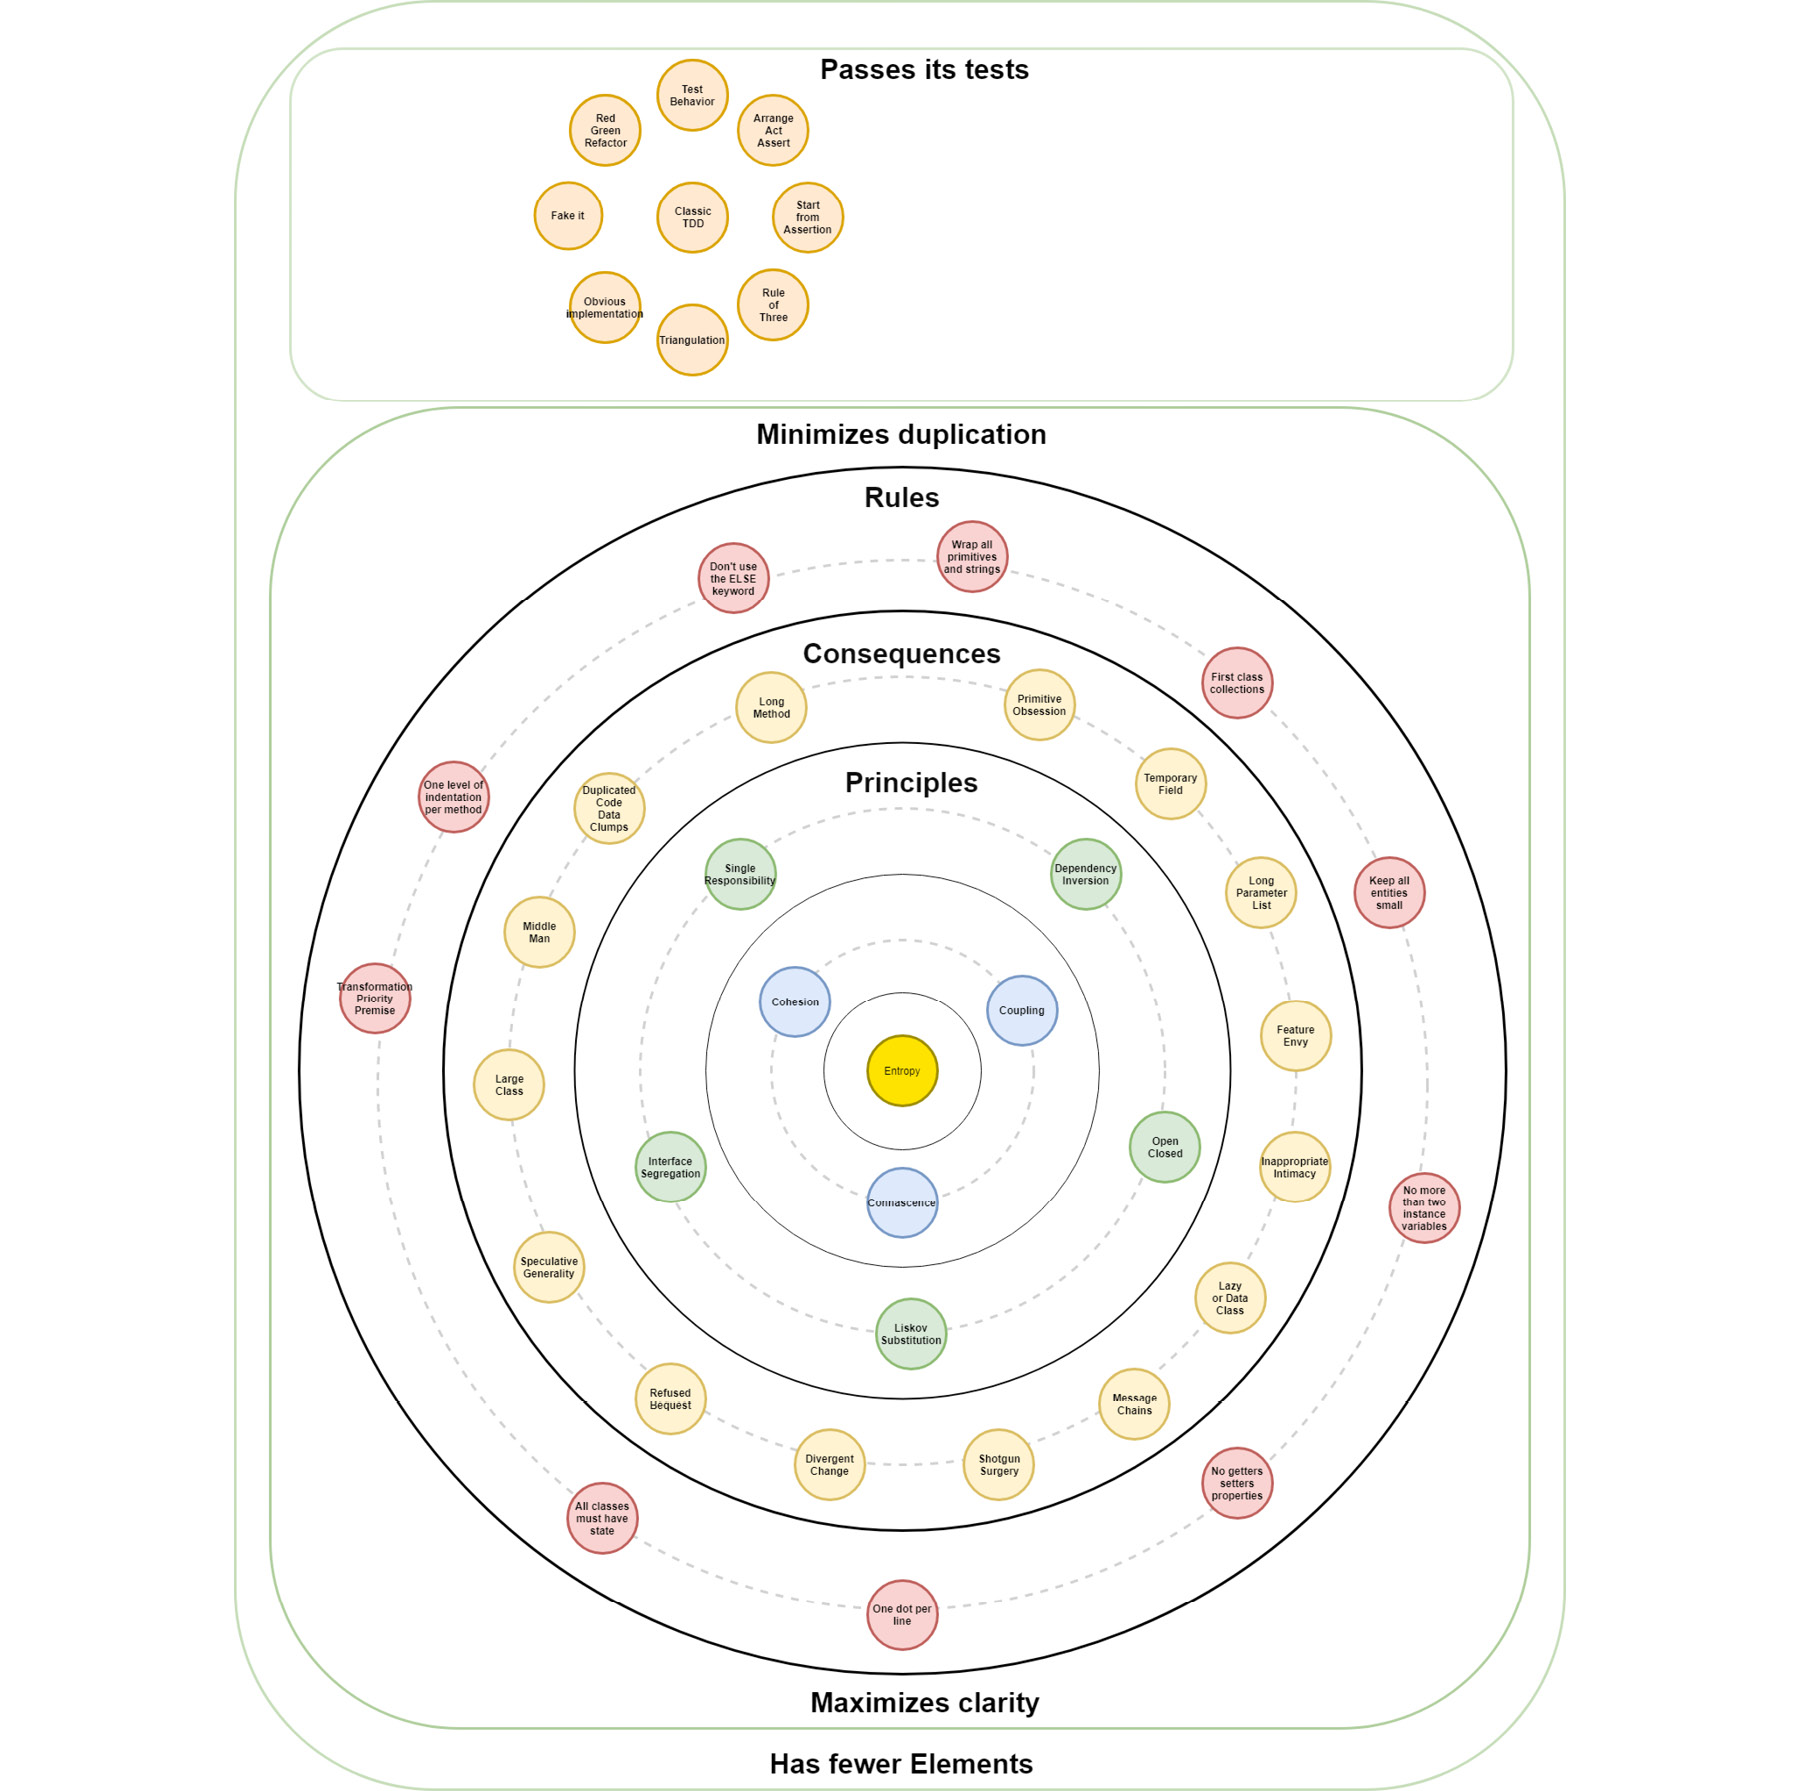 Passes its tests
Test
Behavior
Red
Green
Refactor
Arrange
Act
Assert
Fake it
Classic
TDD
Start
from
Assertion
Obvious
implementation
Rule
of
Three
Triangulation
Minimizes duplication
Rules
Don't use
the ELSE
keyword
Wrap all
primitives
and strings
Consequences
First class
collections
Long
Method
Primitive
Obsession
One level of
indentation
per method
Duplicated
Code
Data
Clumps
Principles
Temporary
Field
Single
Responsibility
Dependency
Inversion
Long
Parameter
List
Keep all
entities
small
Middle
Man
Transformation
Priority
Premise
Cohesion
Coupling
Feature
Envy
Large
Class
Entropy
Interface
Segregation
Open
Closed
Inappropriate
Intimacy
Connascence
No more
than two
instance
variables
Speculative
Generality
Lazy
or Data
Class
Liskov
Substitution
Refused
Bequest
Message
Chains
Divergent
Change
Shotgun
Surgery
No getters
setters
properties
All classes
must have
state
One dot per
line
Maximizes clarity
Has fewer Elements